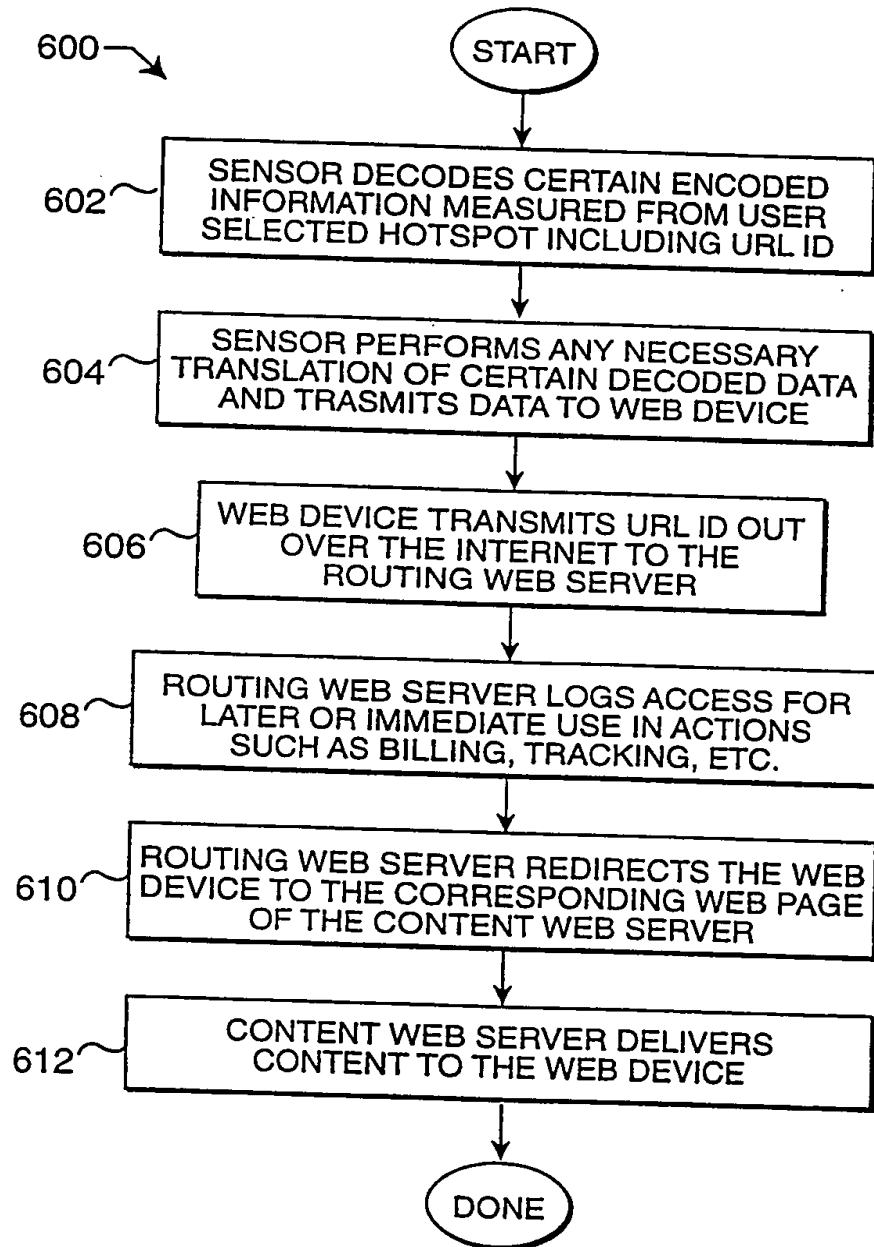 600
START
602
SENSOR DECODES CERTAIN ENCODED
INFORMATION MEASURED FROM USER
SELECTED HOTSPOT INCLUDING URL ID
604
SENSOR PERFORMS ANY NECESSARY
TRANSLATION OF CERTAIN DECODED DATA
AND TRASMITS DATA TO WEB DEVICE
606
WEB DEVICE TRANSMITS URL ID OUT
OVER THE INTERNET TO THE
ROUTING WEB SERVER
608
ROUTING WEB SERVER LOGS ACCESS FOR
LATER OR IMMEDIATE USE IN ACTIONS
SUCH AS BILLING, TRACKING, ETC.
610
ROUTING WEB SERVER REDIRECTS THE WEB
DEVICE TO THE CORRESPONDING WEB PAGE
OF THE CONTENT WEB SERVER
612
CONTENT WEB SERVER DELIVERS
CONTENT TO THE WEB DEVICE
DONE